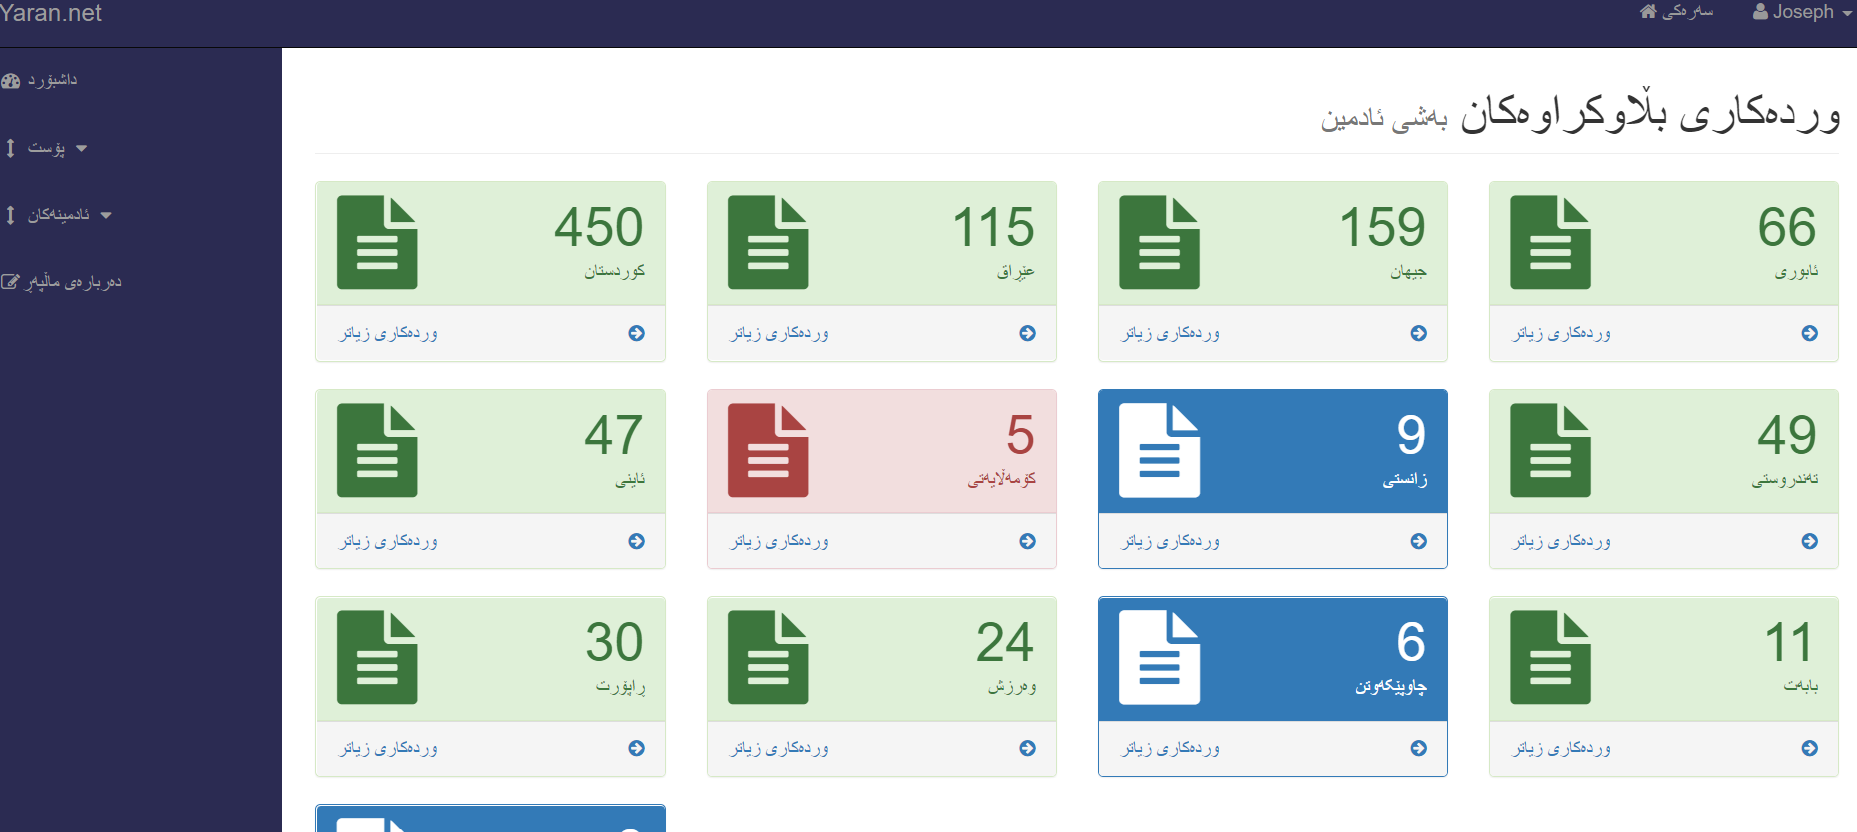 Yaran.net
سەرەکی
Joseph
داشبۆرد
پۆست
ئادمینەکان
دەربارەی ماڵپەڕ
وردەکاری بڵاوکراوەکان بەشی ئادمین
450
کوردستان
وردەکاری زیاتر
115
عێراق
وردەکاری زیاتر
159
جیهان
وردەکاری زیاتر
66
ئابوری
وردەکاری زیاتر
47
ئاینی
وردەکاری زیاتر
5
کۆمەڵایەتی
وردەکاری زیاتر
9
زانستی
وردەکاری زیاتر
49
تەندروستی
وردەکاری زیاتر
30
ڕاپۆرت
وردەکاری زیاتر
24
وەرزش
وردەکاری زیاتر
6
چاوپێکەوتن
وردەکاری زیاتر
11
بابەت
وردەکاری زیاتر